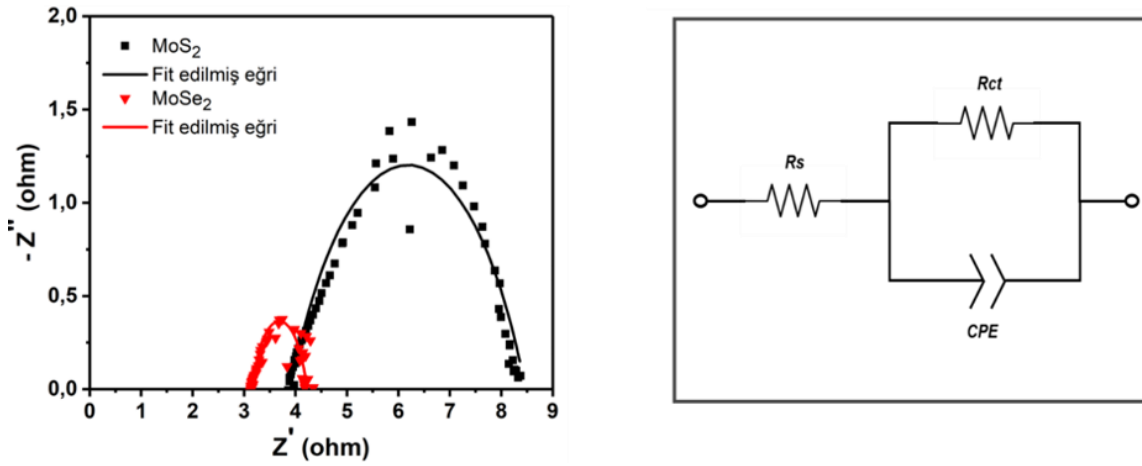 2,0
1,5
1,0
0,5
0,0
- Z'' (ohm)
MoS2
Fit edilmiş eğri
MoSe2
Fit edilmiş eğri
0 1 2 3 4 5 6 7 8 9
Z' (ohm)
Rct
Rs
CPE